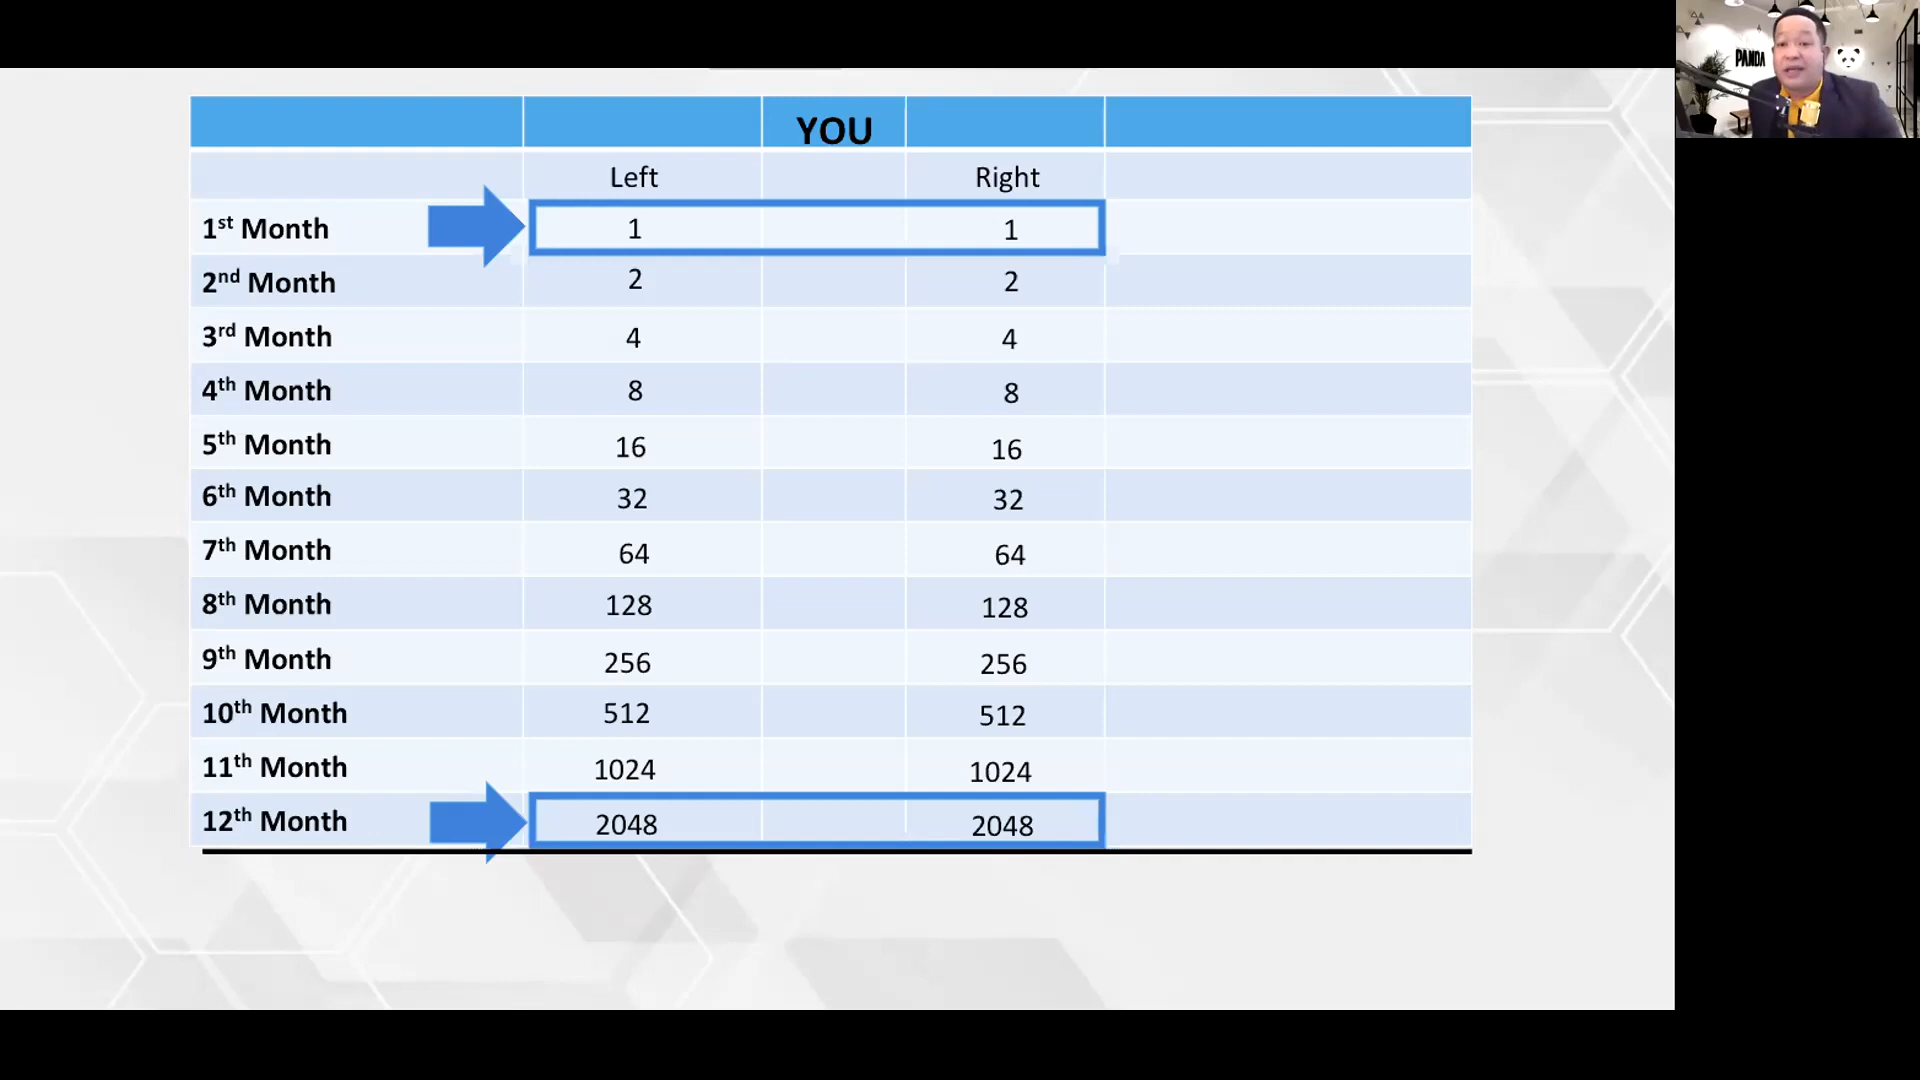 PANDA
YOU
Left Right
1st Month 1 1
2nd Month 2 2
3rd Month 4 4
4th Month 8 8
5th Month 16 16
6th Month 32 32
7th Month 64 64
8th Month 128 128
9th Month 256 256
10th Month 512 512
11th Month 1024 1024
12th Month 2048 2048